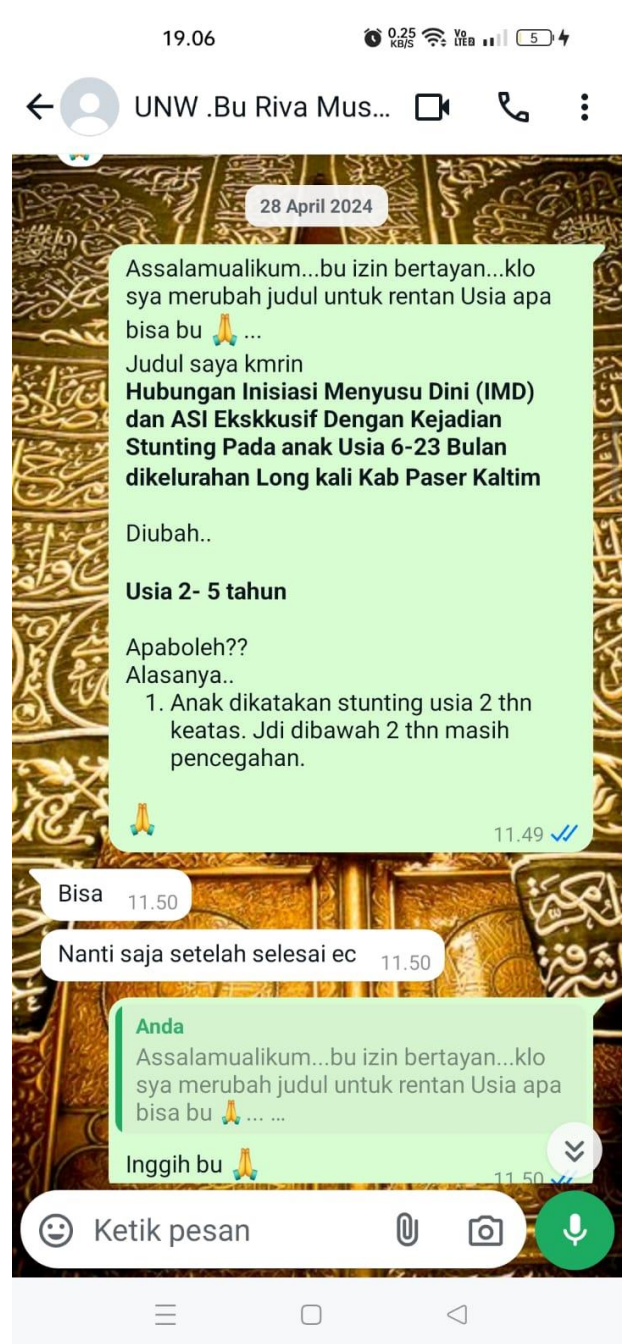 19.06
0.25 KB/S
Vo LTE
5
UNW .Bu Riva Mus...
28 April 2024
Assalamualikum...bu izin bertayan...klo
sya merubah judul untuk rentan Usia apa
bisa bu 🙏 ...
Judul saya kmrin
Hubungan Inisiasi Menyusu Dini (IMD)
dan ASI Ekskkusif Dengan Kejadian
Stunting Pada anak Usia 6-23 Bulan
dikelurahan Long kali Kab Paser Kaltim
Diubah..
Usia 2- 5 tahun
Apaboleh??
Alasanya..
1. Anak dikatakan stunting usia 2 thn
keatas. Jdi dibawah 2 thn masih
pencegahan.
🙏
11.49
Bisa 11.50
Nanti saja setelah selesai ec 11.50
Anda
Assalamualikum...bu izin bertayan...klo
sya merubah judul untuk rentan Usia apa
bisa bu 🙏 ... ...
Inggih bu 🙏 11.50
Ketik pesan